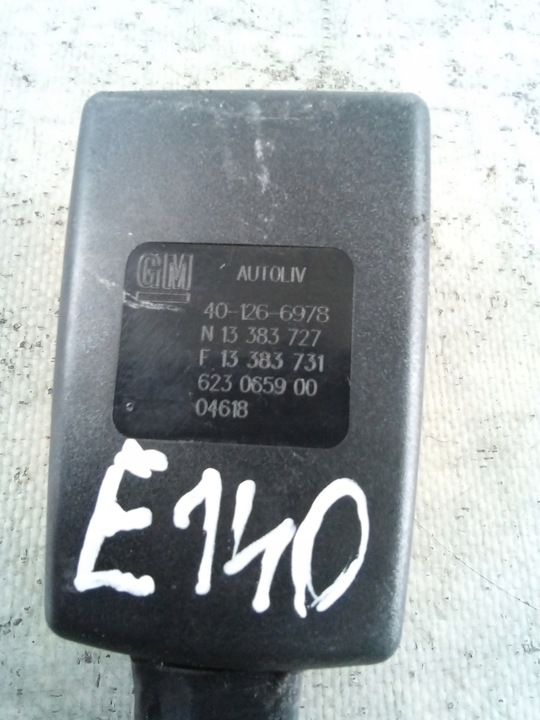 GM AUTOLIV
40-126-6978
N 13 383 727
F 13 383 731
623 0659 00
04618
E140